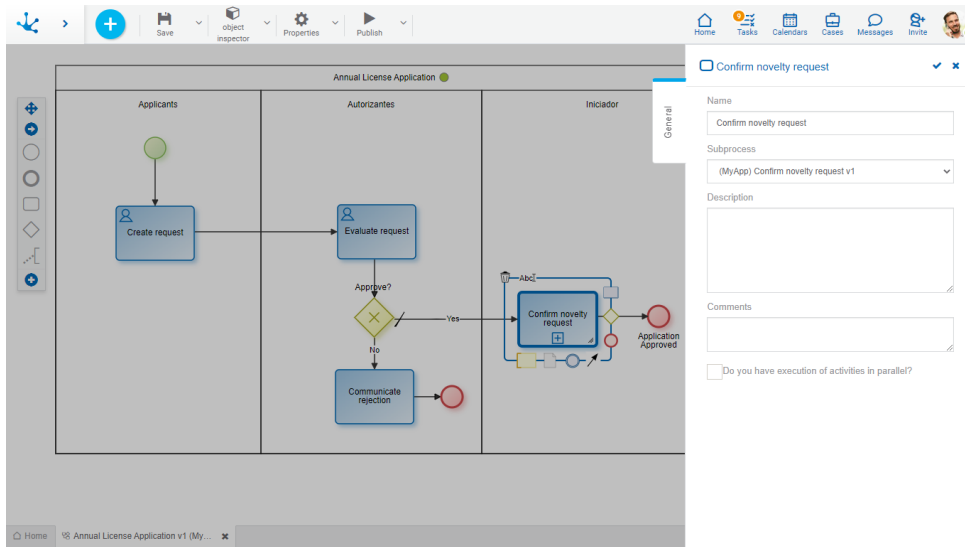 Save
object
inspector
Properties
Publish
Home
9
Tasks
Calendars
Cases
Messages
Invite
Annual License Application
Applicants
Autorizantes
Iniciador
Create request
Evaluate request
Approve?
Yes
No
Communicate
rejection
Abc
Confirm novelty
request
Application
Approved
General
Confirm novelty request
Name
Confirm novelty request
Subprocess
(MyApp) Confirm novelty request v1
Description
Comments
Do you have execution of activities in parallel?
Home
Annual License Application v1 (My...